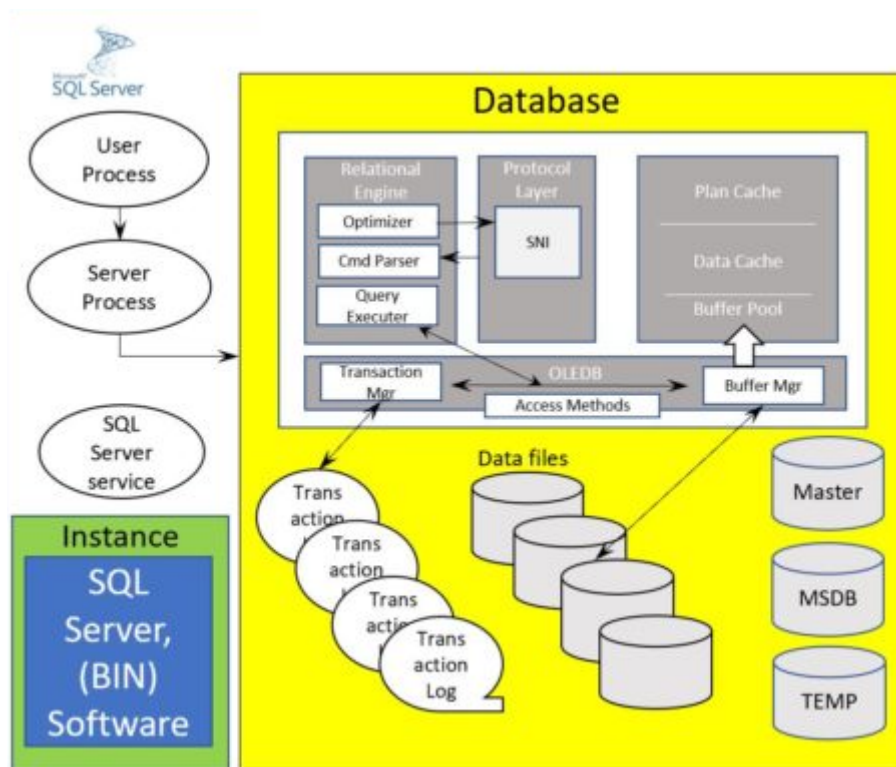 Microsoft
SQL Server
User
Process
Server
Process
SQL
Server
service
Instance
SQL
Server,
(BIN)
Software
Database
Relational
Engine
Optimizer
Cmd Parser
Query
Executer
Protocol
Layer
SNI
Plan Cache
Data Cache
Buffer Pool
OLEDB
Transaction
Mgr
Access Methods
Buffer Mgr
Data files
Trans
action
Trans
action
Trans
action
Trans
action
Log
Master
MSDB
TEMP